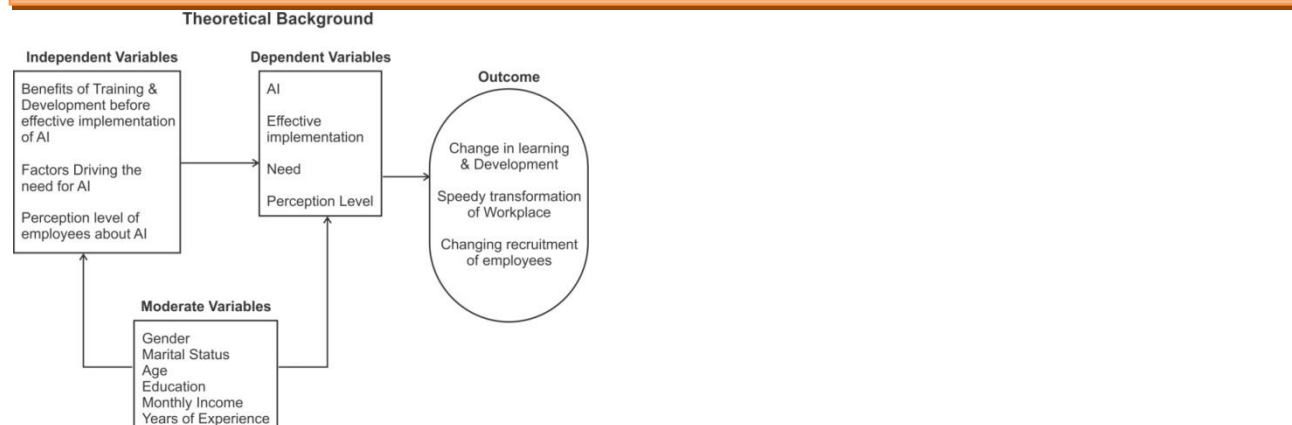 Theoretical Background
Independent Variables
Benefits of Training &
Development before
effective implementation
of AI
Factors Driving the
need for AI
Perception level of
employees about AI
Dependent Variables
AI
Effective
implementation
Need
Perception Level
Outcome
Change in learning
& Development
Speedy transformation
of Workplace
Changing recruitment
of employees
Moderate Variables
Gender
Marital Status
Age
Education
Monthly Income
Years of Experience